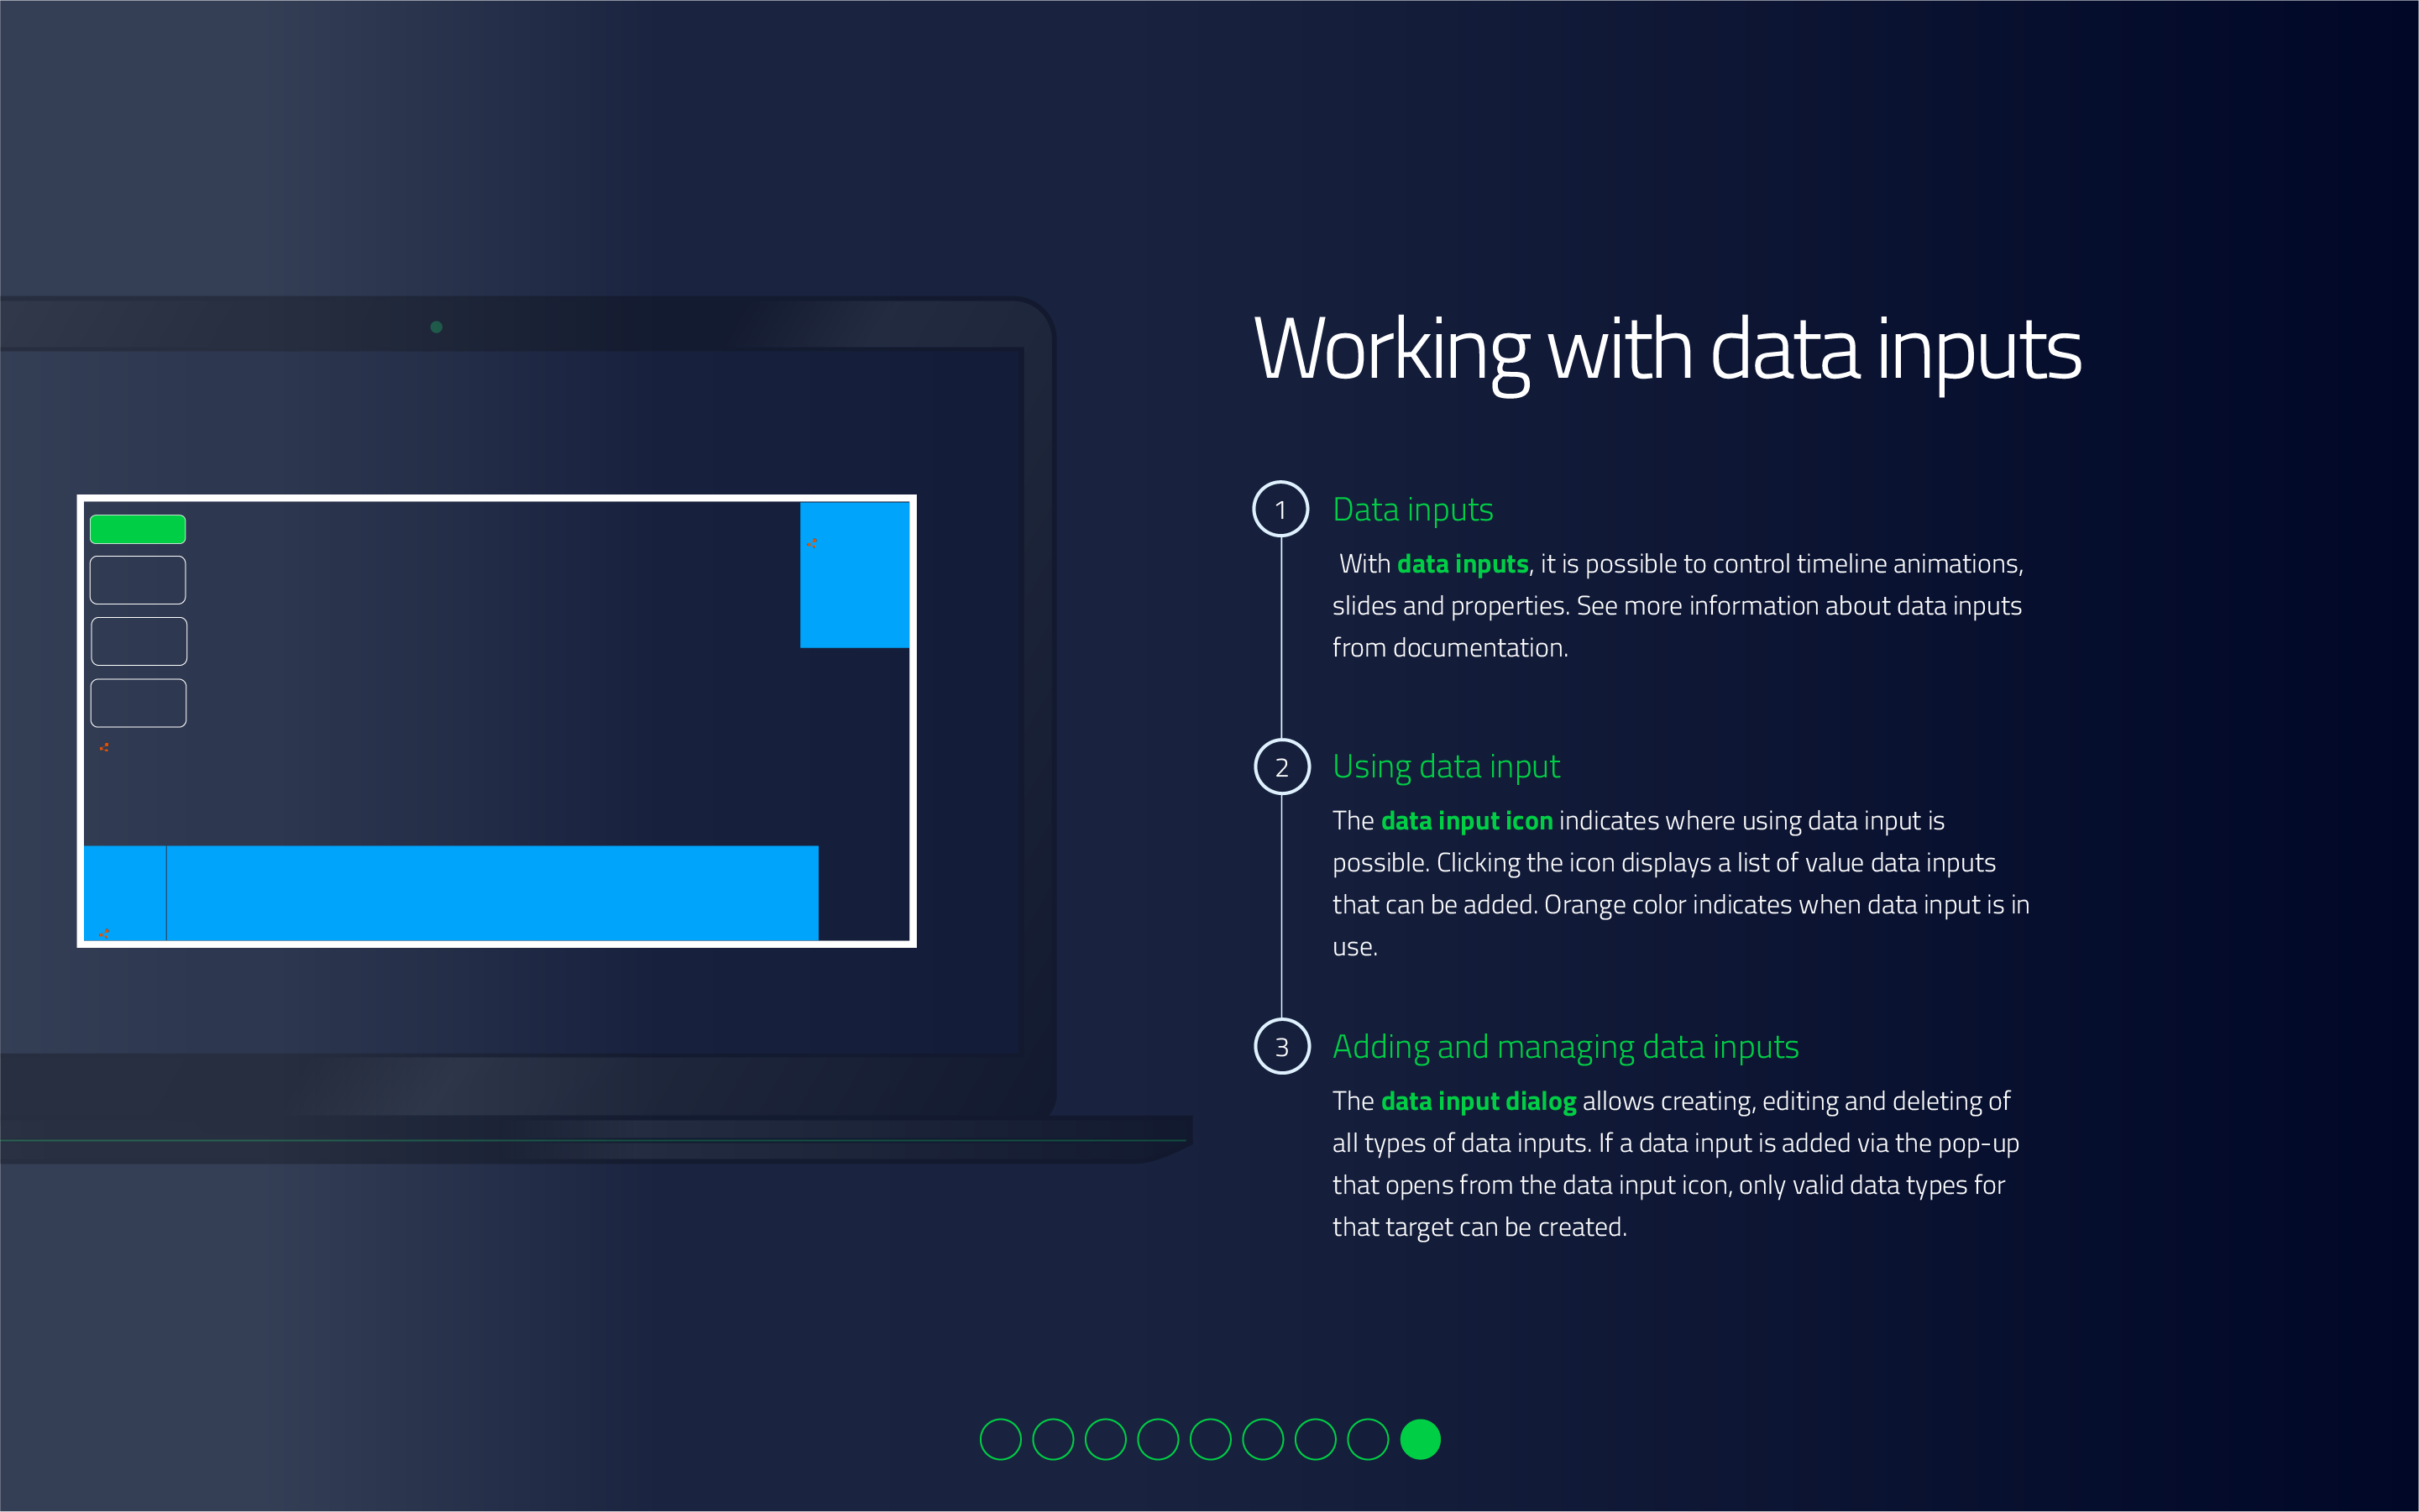 Working with data inputs
1
Data inputs
With data inputs, it is possible to control timeline animations,
slides and properties. See more information about data inputs
from documentation.
2
Using data input
The data input icon indicates where using data input is
possible. Clicking the icon displays a list of value data inputs
that can be added. Orange color indicates when data input is in
use.
3
Adding and managing data inputs
The data input dialog allows creating, editing and deleting of
all types of data inputs. If a data input is added via the pop-up
that opens from the data input icon, only valid data types for
that target can be created.